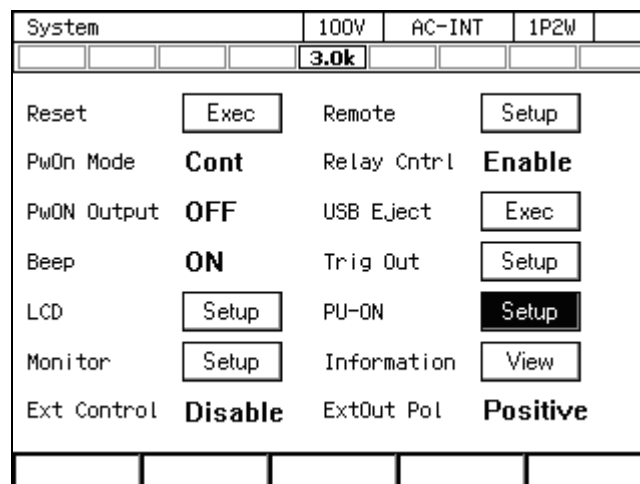 System 100V AC-INT 1P2W
3.0k
Reset Exec Remote Setup
PwOn Mode Cont Relay Cntrl Enable
PwON Output OFF USB Eject Exec
Beep ON Trig Out Setup
LCD Setup PU-ON Setup
Monitor Setup Information View
Ext Control Disable ExtOut Pol Positive